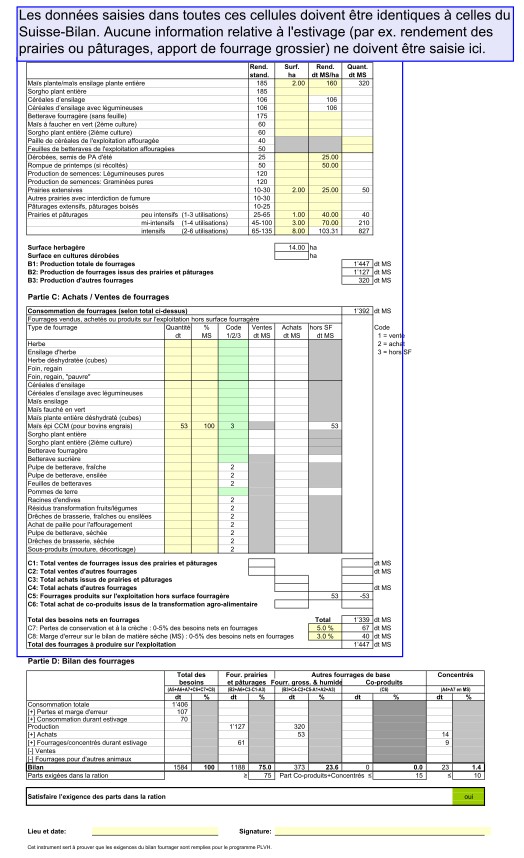 Les données saisies dans toutes ces cellules doivent être identiques à celles du
Suisse-Bilan. Aucune information relative à l'estivage (par ex. rendement des
prairies ou pâturages, apport de fourrage grossier) ne doivent être saisie ici.
Rend. Surf. Rend. Quant.
stand. ha dt MS/ha dt MS
Maïs plante/maïs ensilage plante entière 185 2.00 160 320
Sorgho plant entière 185
Céréales d'ensilage 106 106
Céréales d'ensilage avec légumineuses 106 106
Betterave fourragère (sans feuille) 175
Maïs à faucher en vert (2ème culture) 60
Sorgho plant entière (2ième culture) 60
Paille de céréales de l'exploitation affouragée 40
Feuilles de betteraves de l'exploitation affouragées 50
Dérobées, semis de PA d'été 25 25.00
Rompue de printemps (si récoltés) 50 50.00
Production de semences: Légumineuses pures 120
Production de semences: Graminées pures 120
Prairies extensives 10-30 2.00 25.00 50
Autres prairies avec interdiction de fumure 10-30
Pâturages extensifs, pâturages boisés 10-25
Prairies et pâturages peu intensifs (1-3 utilisations) 25-65 1.00 40.00 40
mi-intensifs (1-4 utilisations) 45-100 3.00 70.00 210
intensifs (2-6 utilisations) 65-135 8.00 103.31 827
Surface herbagère 14.00 ha
Surface en cultures dérobées ha
B1: Production totale de fourrages 1'447 dt MS
B2: Production de fourrages issus des prairies et pâturages 1'127 dt MS
B3: Production d'autres fourrages 320 dt MS
Partie C: Achats / Ventes de fourrages
Consommation de fourrages (selon total ci-dessus) 1'392 dt MS
Fourrages vendus, achetés ou produits sur l'exploitation hors surface fourragère
Type de fourrage Quantité % Code Ventes Achats hors SF Code
dt MS 1/2/3 dt MS dt MS dt MS 1 = vente
Herbe 2 = achat
Ensilage d'herbe 3 = hors SF
Herbe déshydratée (cubes)
Foin, regain
Foin, regain, "pauvre"
Céréales d'ensilage
Céréales d'ensilage avec légumineuses
Maïs ensilage
Maïs fauché en vert
Maïs plante entière déshydraté (cubes)
Maïs épi CCM (pour bovins engrais) 53 100 3 53
Sorgho plant entière
Sorgho plant entière (2ième culture)
Betterave fourragère
Betterave sucrière
Pulpe de betterave, fraîche 2
Pulpe de betterave, ensilée 2
Feuilles de betteraves 2
Pommes de terre
Racines d'endives 2
Résidus transformation fruits/légumes 2
Drêches de brasserie, fraîches ou ensilées 2
Achat de paille pour l'affouragement 2
Pulpe de betterave, séchée 2
Drêches de brasserie, séchée 2
Sous-produits (mouture, décorticage) 2
C1: Total ventes de fourrages issus des prairies et pâturages dt MS
C2: Total ventes d'autres fourrages dt MS
C3: Total achats issus de prairies et pâturages
C4: Total achats d'autres fourrages dt MS
C5: Fourrages produits sur l'exploitation hors surface fourragère 53 -53
C6: Total achat de co-produits issus de la transformation agro-alimentaire
Total des besoins nets en fourrages Total 1'339 dt MS
C7: Pertes de conservation et à la crèche : 0-5% des besoins nets en fourrages 5.0 % 67 dt MS
C8: Marge d'erreur sur le bilan de matière sèche (MS) : 0-5% des besoins nets en fourrages 3.0 % 40 dt MS
Total des fourrages à produire sur l'exploitation 1'447 dt MS
Partie D: Bilan des fourrages
Total des Four. prairies Autres fourrages de base Concentrés
besoins et pâturages Fourr. gross. & humide Co-produits
(A5+A6+A7+C6+C7+C8) (B2+A6+C3-C1-A3) (B3+C4-C2+C5-A1+A2+A3) (C6) (A4+A7 en MS)
dt % dt % dt % dt % dt %
Consommation totale 1'406
[+] Pertes et marge d'erreur 107
[+] Consommation durant estivage 70
Production 1'127 320
[+] Achats 53 14
[+] Fourrages/concentrés durant estivage 61 9
[-] Ventes
[-] Fourrages pour d'autres animaux
Bilan 1584 100 1188 75.0 373 23.6 0 0.0 23 1.4
Parts exigées dans la ration ≥ 75 Part Co-produits+Concentrés ≤ 15 ≤ 10
Satisfaire l'exigence des parts dans la ration oui
Lieu et date: Signature:
Cet instrument sert à prouver que les exigences du bilan fourrager sont remplies pour le programme PLVH.